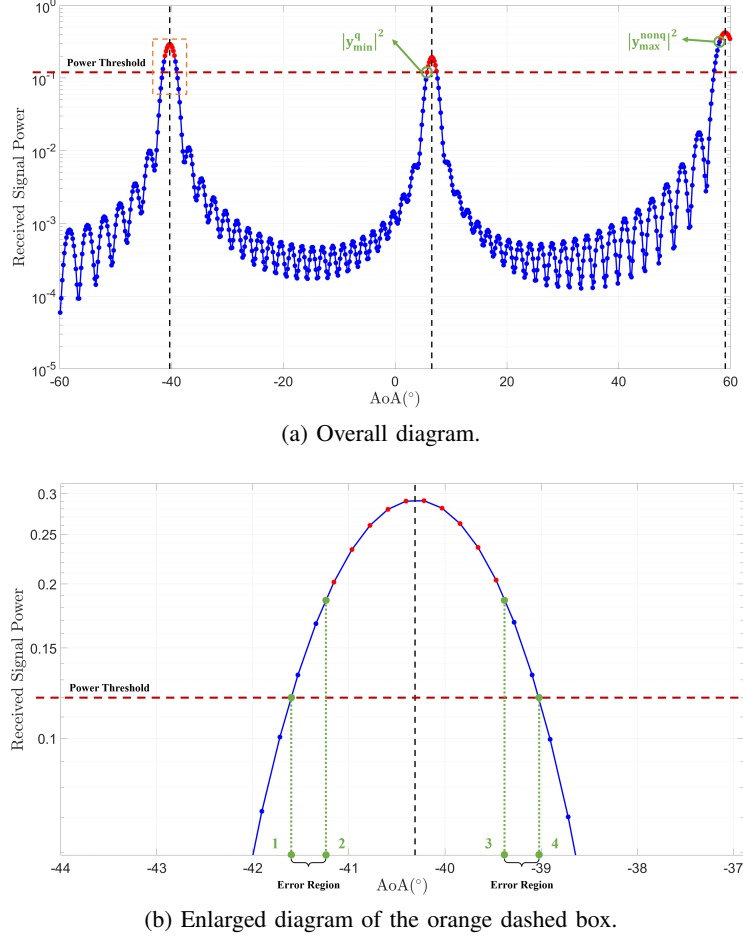 10^0
|y_min^q|^2
|y_max^nonq|^2
Power Threshold
10^-1
10^-2
10^-3
10^-4
10^-5
Received Signal Power
-60 -40 -20 0 20 40 60
AoA(°)
(a) Overall diagram.
0.3
0.25
0.2
0.15
Power Threshold
0.1
Received Signal Power
1 2 3 4
-44 -43 -42 -41 -40 -39 -38 -37
Error Region Error Region
AoA(°)
(b) Enlarged diagram of the orange dashed box.